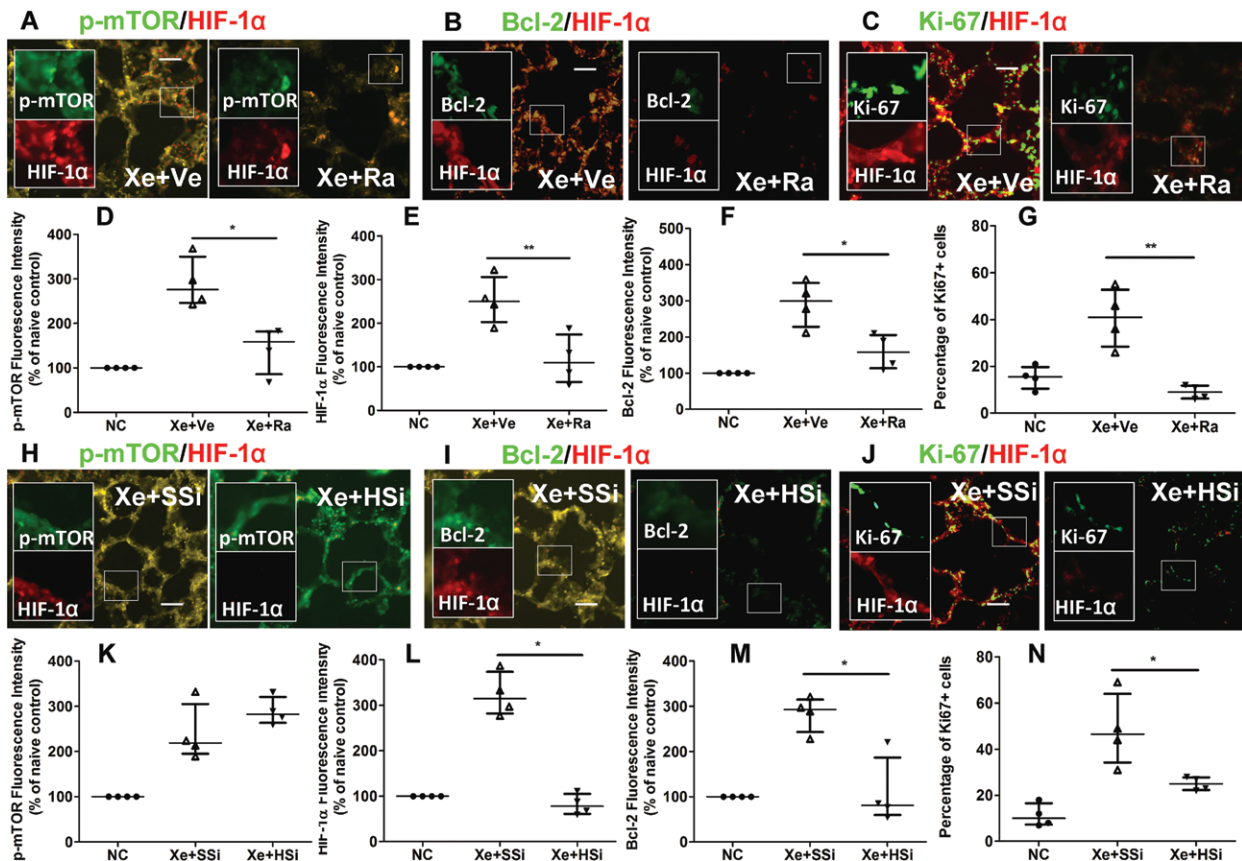 A p-mTOR/HIF-1α
B Bcl-2/HIF-1α
C Ki-67/HIF-1α
p-mTOR
HIF-1α
Xe+Ve
p-mTOR
HIF-1α
Xe+Ra
Bcl-2
HIF-1α
Xe+Ve
Bcl-2
HIF-1α
Xe+Ra
Ki-67
HIF-1α
Xe+Ve
Ki-67
HIF-1α
Xe+Ra
D
p-mTOR Fluorescence Intensity
(% of naive control)
400
300
200
100
0
*
NC Xe+Ve Xe+Ra
E
HIF-1α Fluorescence Intensity
(% of naive control)
400
300
200
100
0
**
NC Xe+Ve Xe+Ra
F
Bcl-2 Fluorescence Intensity
(% of naive control)
500
400
300
200
100
0
*
NC Xe+Ve Xe+Ra
G
Percentage of Ki67+ cells
80
60
40
20
0
**
NC Xe+Ve Xe+Ra
H p-mTOR/HIF-1α
I Bcl-2/HIF-1α
J Ki-67/HIF-1α
p-mTOR
HIF-1α
Xe+SSi
p-mTOR
HIF-1α
Xe+HSi
Bcl-2
HIF-1α
Xe+SSi
Bcl-2
HIF-1α
Xe+HSi
Ki-67
HIF-1α
Xe+SSi
Ki-67
HIF-1α
Xe+HSi
K
p-mTOR Fluorescence Intensity
(% of naive control)
400
300
200
100
0
NC Xe+SSi Xe+HSi
L
HIF-1α Fluorescence Intensity
(% of naive control)
400
300
200
100
0
*
NC Xe+SSi Xe+HSi
M
Bcl-2 Fluorescence Intensity
(% of naive control)
400
300
200
100
0
*
NC Xe+SSi Xe+HSi
N
Percentage of Ki67+ cells
80
60
40
20
0
*
NC Xe+SSi Xe+HSi